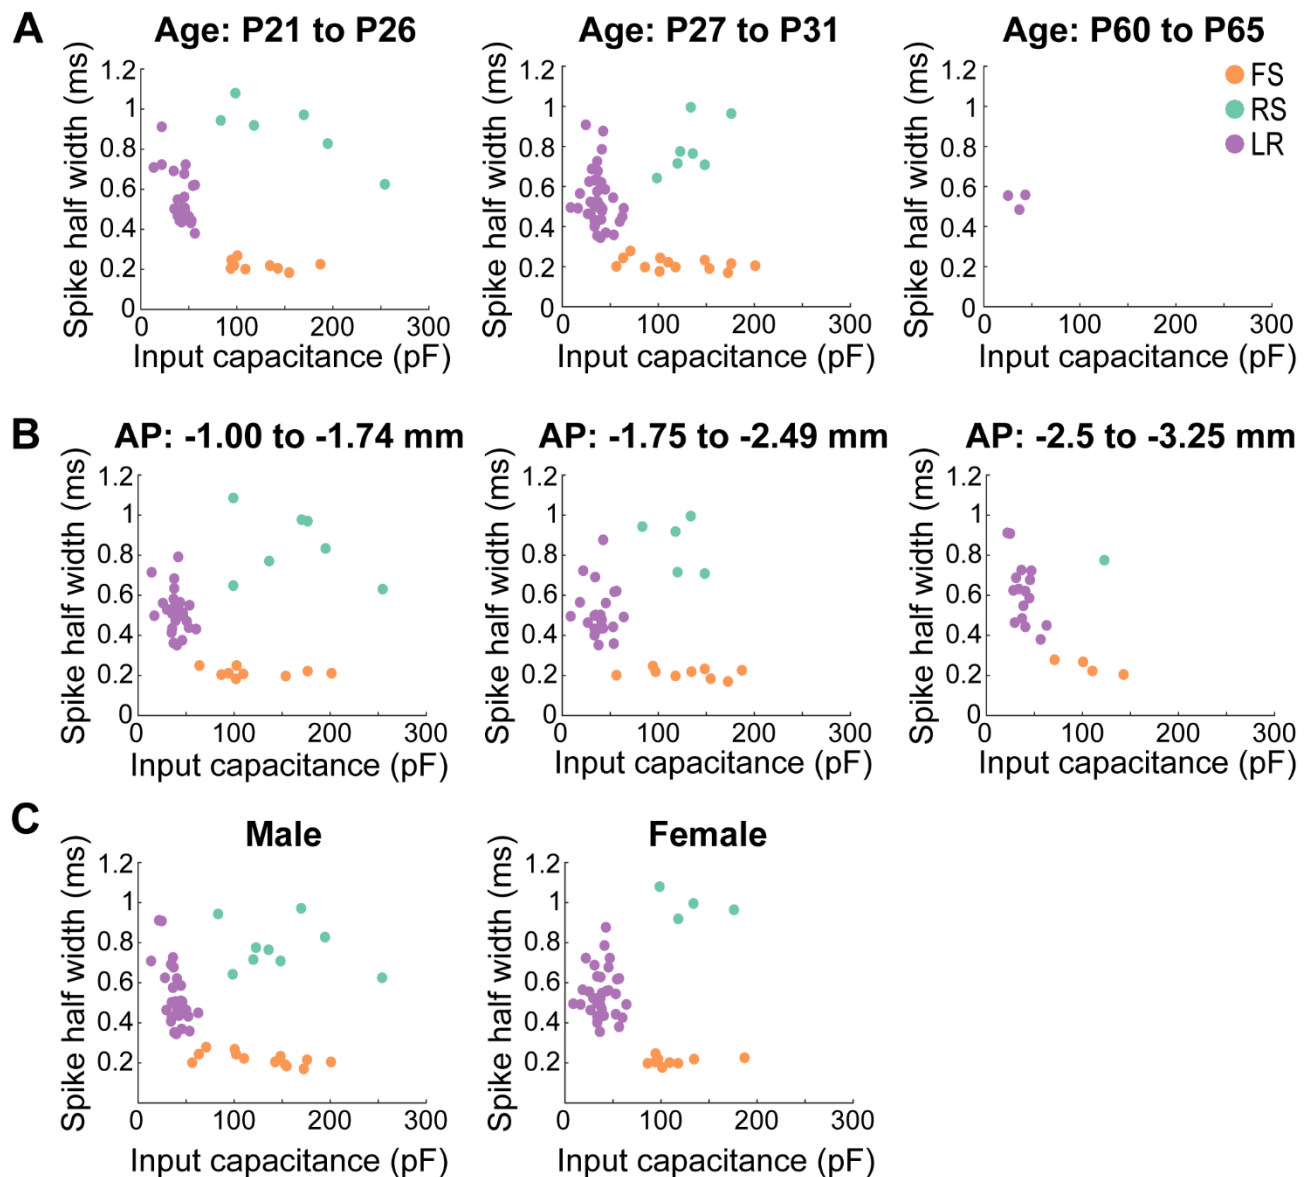 A
Age: P21 to P26
Age: P27 to P31
Age: P60 to P65
Spike half width (ms)
1.2
1
0.8
0.6
0.4
0.2
0
0
100
200
300
Input capacitance (pF)
Spike half width (ms)
1.2
1
0.8
0.6
0.4
0.2
0
0
100
200
300
Input capacitance (pF)
Spike half width (ms)
1.2
1
0.8
0.6
0.4
0.2
0
0
100
200
300
Input capacitance (pF)
FS
RS
LR
B
AP: -1.00 to -1.74 mm
AP: -1.75 to -2.49 mm
AP: -2.5 to -3.25 mm
Spike half width (ms)
1.2
1
0.8
0.6
0.4
0.2
0
0
100
200
300
Input capacitance (pF)
Spike half width (ms)
1.2
1
0.8
0.6
0.4
0.2
0
0
100
200
300
Input capacitance (pF)
Spike half width (ms)
1.2
1
0.8
0.6
0.4
0.2
0
0
100
200
300
Input capacitance (pF)
C
Male
Female
Spike half width (ms)
1.2
1
0.8
0.6
0.4
0.2
0
100
200
300
Input capacitance (pF)
Spike half width (ms)
1.2
1
0.8
0.6
0.4
0.2
0
100
200
300
Input capacitance (pF)